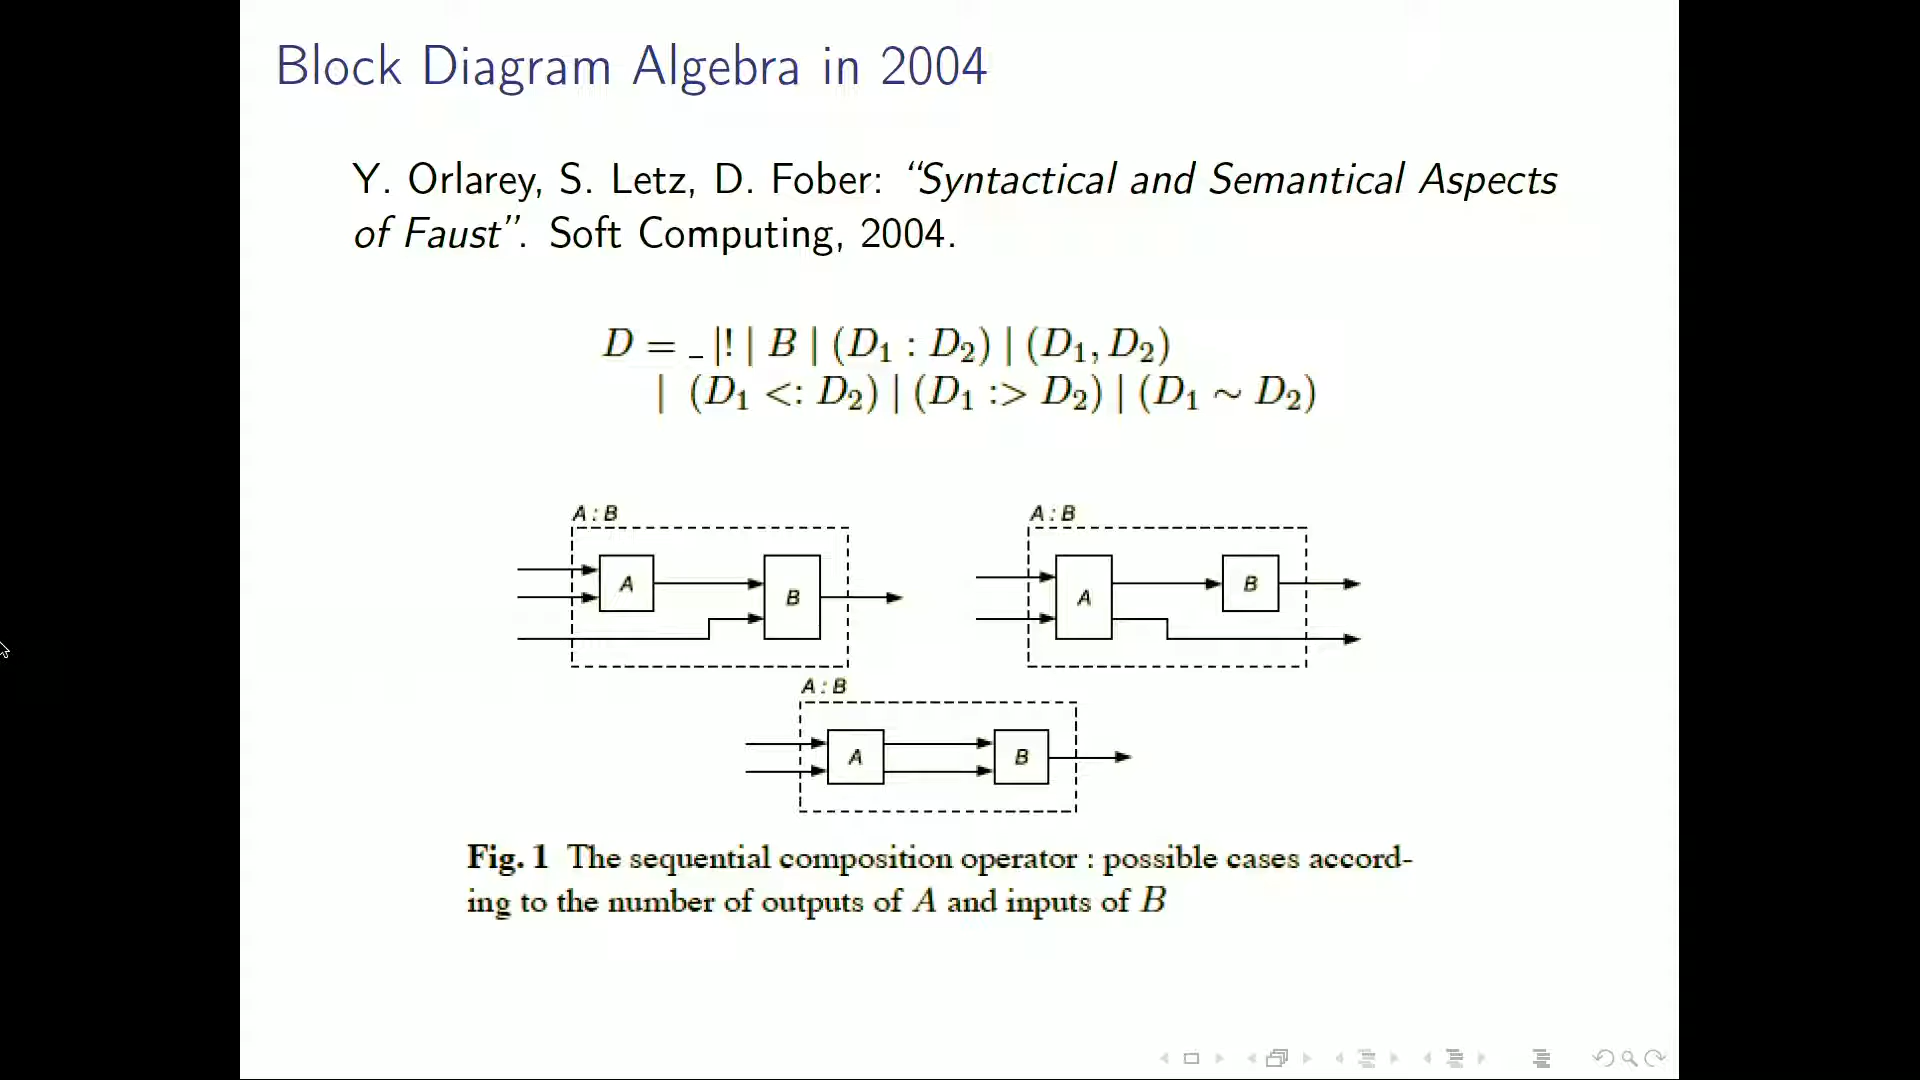 Block Diagram Algebra in 2004
Y. Orlarey, S. Letz, D. Fober: “Syntactical and Semantical Aspects
of Faust”. Soft Computing, 2004.
D = _ |! | B | (D₁ : D₂) | (D₁, D₂)
| (D₁ <: D₂) | (D₁ :> D₂) | (D₁ ~ D₂)
A : B
A B
A : B
A B
A : B
A B
Fig. 1 The sequential composition operator : possible cases accord-
ing to the number of outputs of A and inputs of B